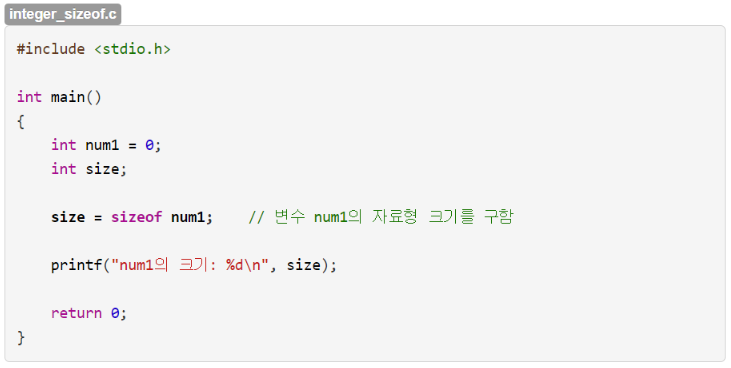 integer_sizeof.c
#include <stdio.h>
int main()
{
int num1 = 0;
int size;
size = sizeof num1;    // 변수 num1의 자료형 크기를 구함
printf("num1의 크기: %d\n", size);
return 0;
}